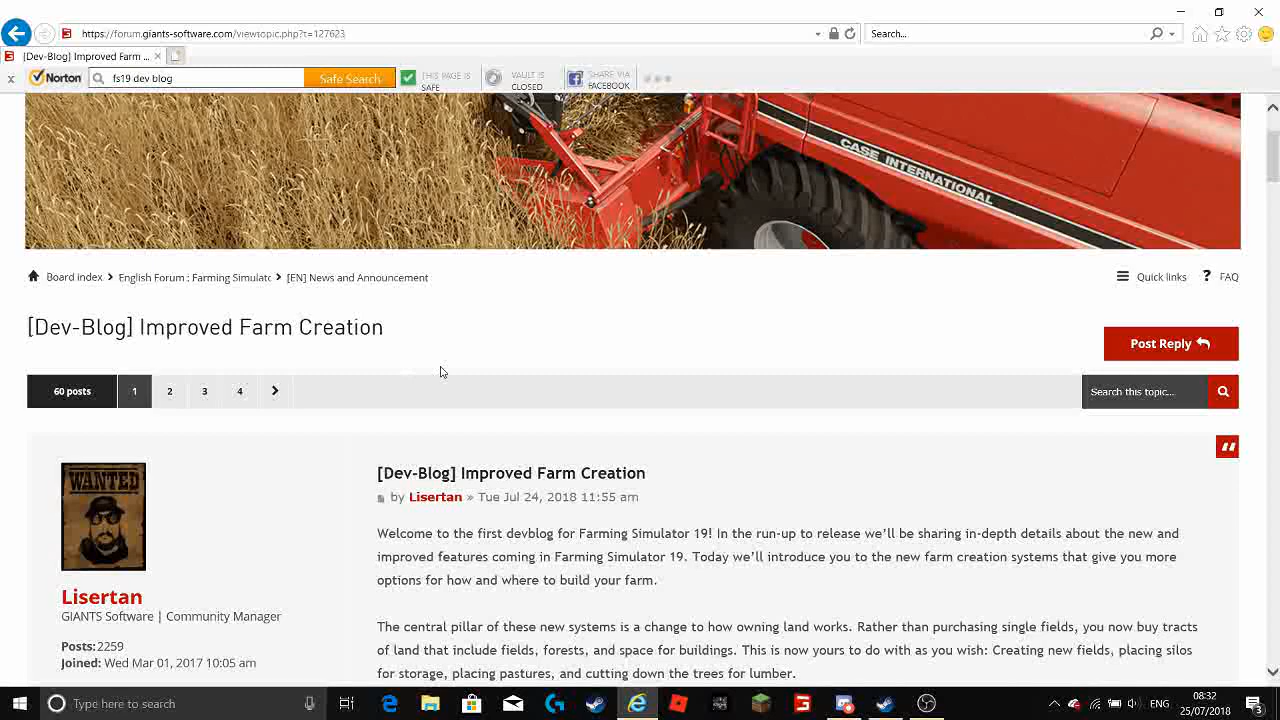 https://forum.giants-software.com/viewtopic.php?t=127623
Search...
[Dev-Blog] Improved Farm ...
x
Norton
fs19 dev blog
Safe Search
THIS PAGE IS
SAFE
VAULT IS
CLOSED
SHARE VIA
FACEBOOK
CASE INTERNATIONAL
Board index
English Forum : Farming Simulato
[EN] News and Announcement
Quick links
? FAQ
[Dev-Blog] Improved Farm Creation
Post Reply
60 posts
1
2
3
4
Search this topic...
WANTED
[Dev-Blog] Improved Farm Creation
by Lisertan » Tue Jul 24, 2018 11:55 am
Welcome to the first devblog for Farming Simulator 19! In the run-up to release we'll be sharing in-depth details about the new and
improved features coming in Farming Simulator 19. Today we'll introduce you to the new farm creation systems that give you more
options for how and where to build your farm.
Lisertan
GIANTS Software | Community Manager
Posts: 2259
Joined: Wed Mar 01, 2017 10:05 am
The central pillar of these new systems is a change to how owning land works. Rather than purchasing single fields, you now buy tracts
of land that include fields, forests, and space for buildings. This is now yours to do with as you wish: Creating new fields, placing silos
for storage, placing pastures, and cutting down the trees for lumber.
Type here to search
ENG
08:32
25/07/2018
3